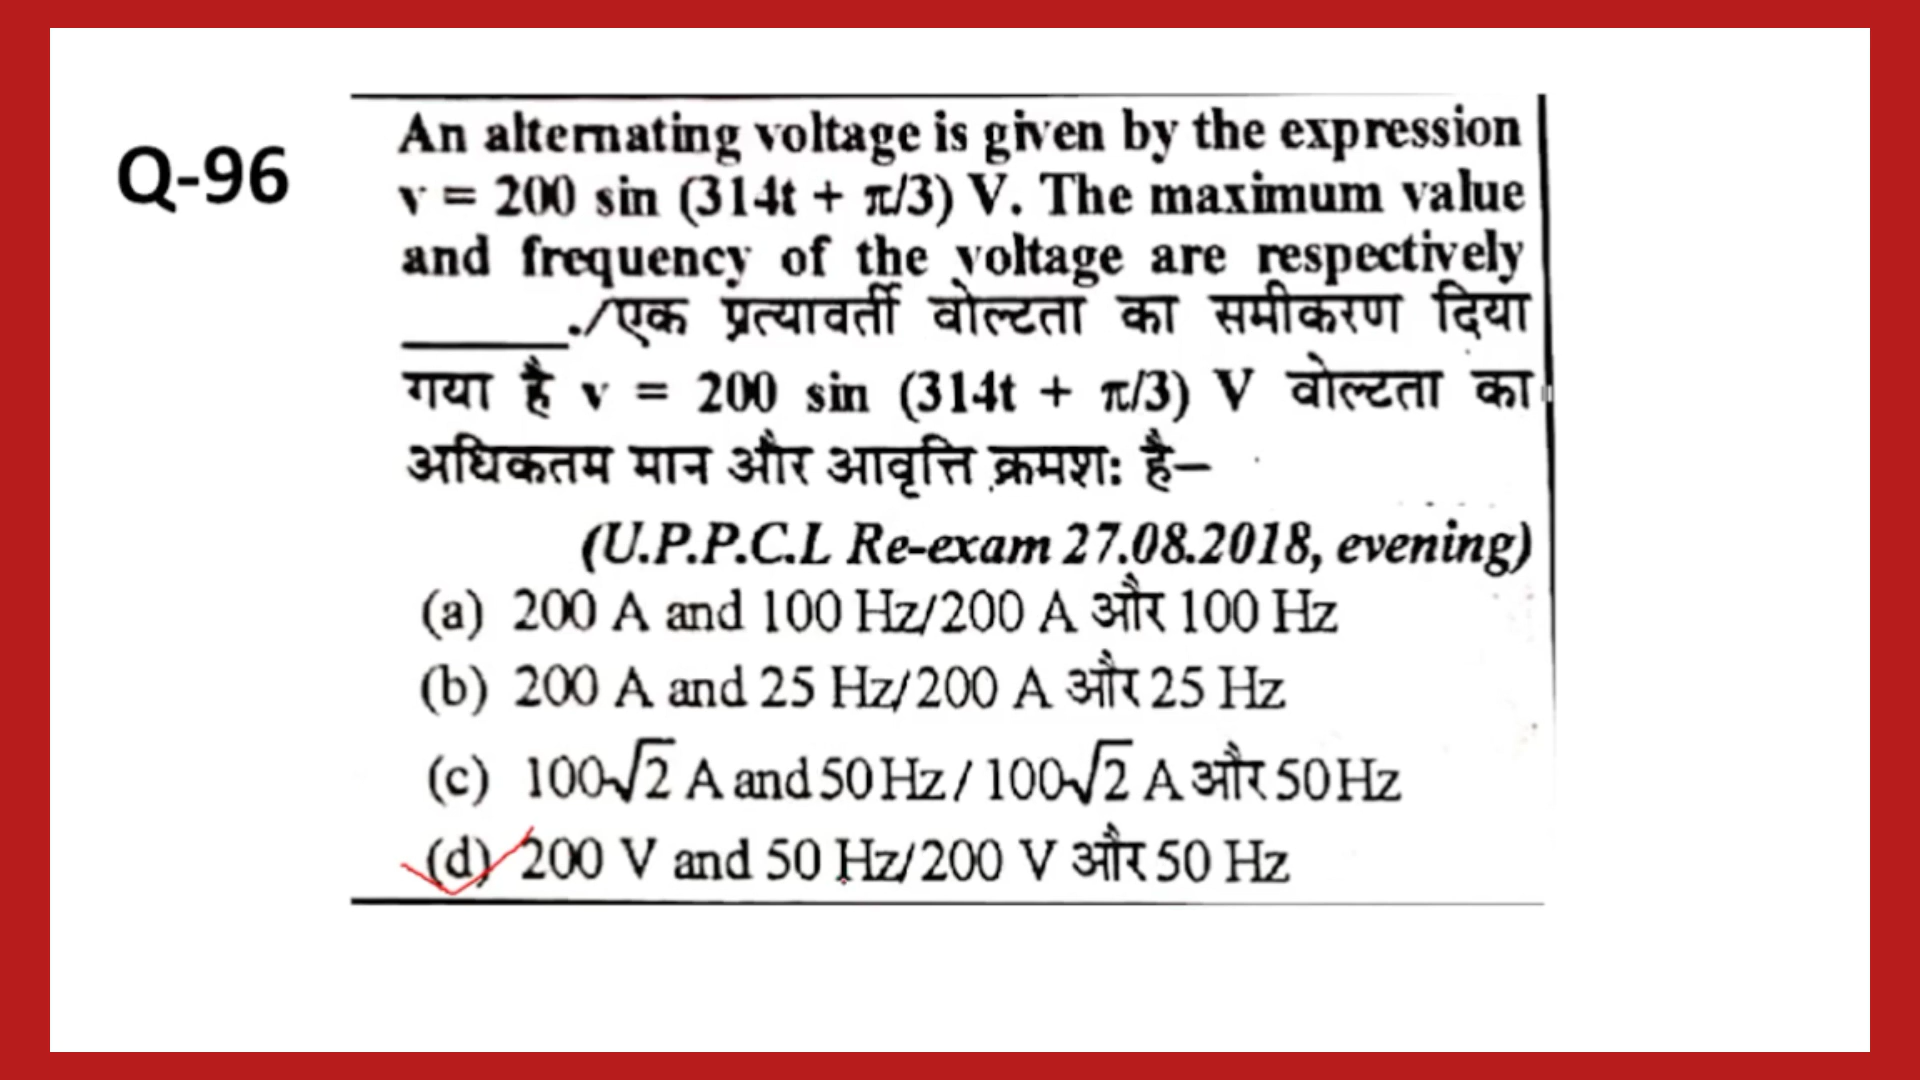 Q-96
An alternating voltage is given by the expression
v = 200 sin (314t + π/3) V. The maximum value
and frequency of the voltage are respectively
______./एक प्रत्यावर्ती वोल्टता का समीकरण दिया
गया है v = 200 sin (314t + π/3) V वोल्टता का
अधिकतम मान और आवृत्ति क्रमश: है–
(U.P.P.C.L Re-exam 27.08.2018, evening)
(a) 200 A and 100 Hz/200 A और 100 Hz
(b) 200 A and 25 Hz/200 A और 25 Hz
(c) 100√2 A and 50 Hz / 100√2 A और 50 Hz
(d) 200 V and 50 Hz/200 V और 50 Hz